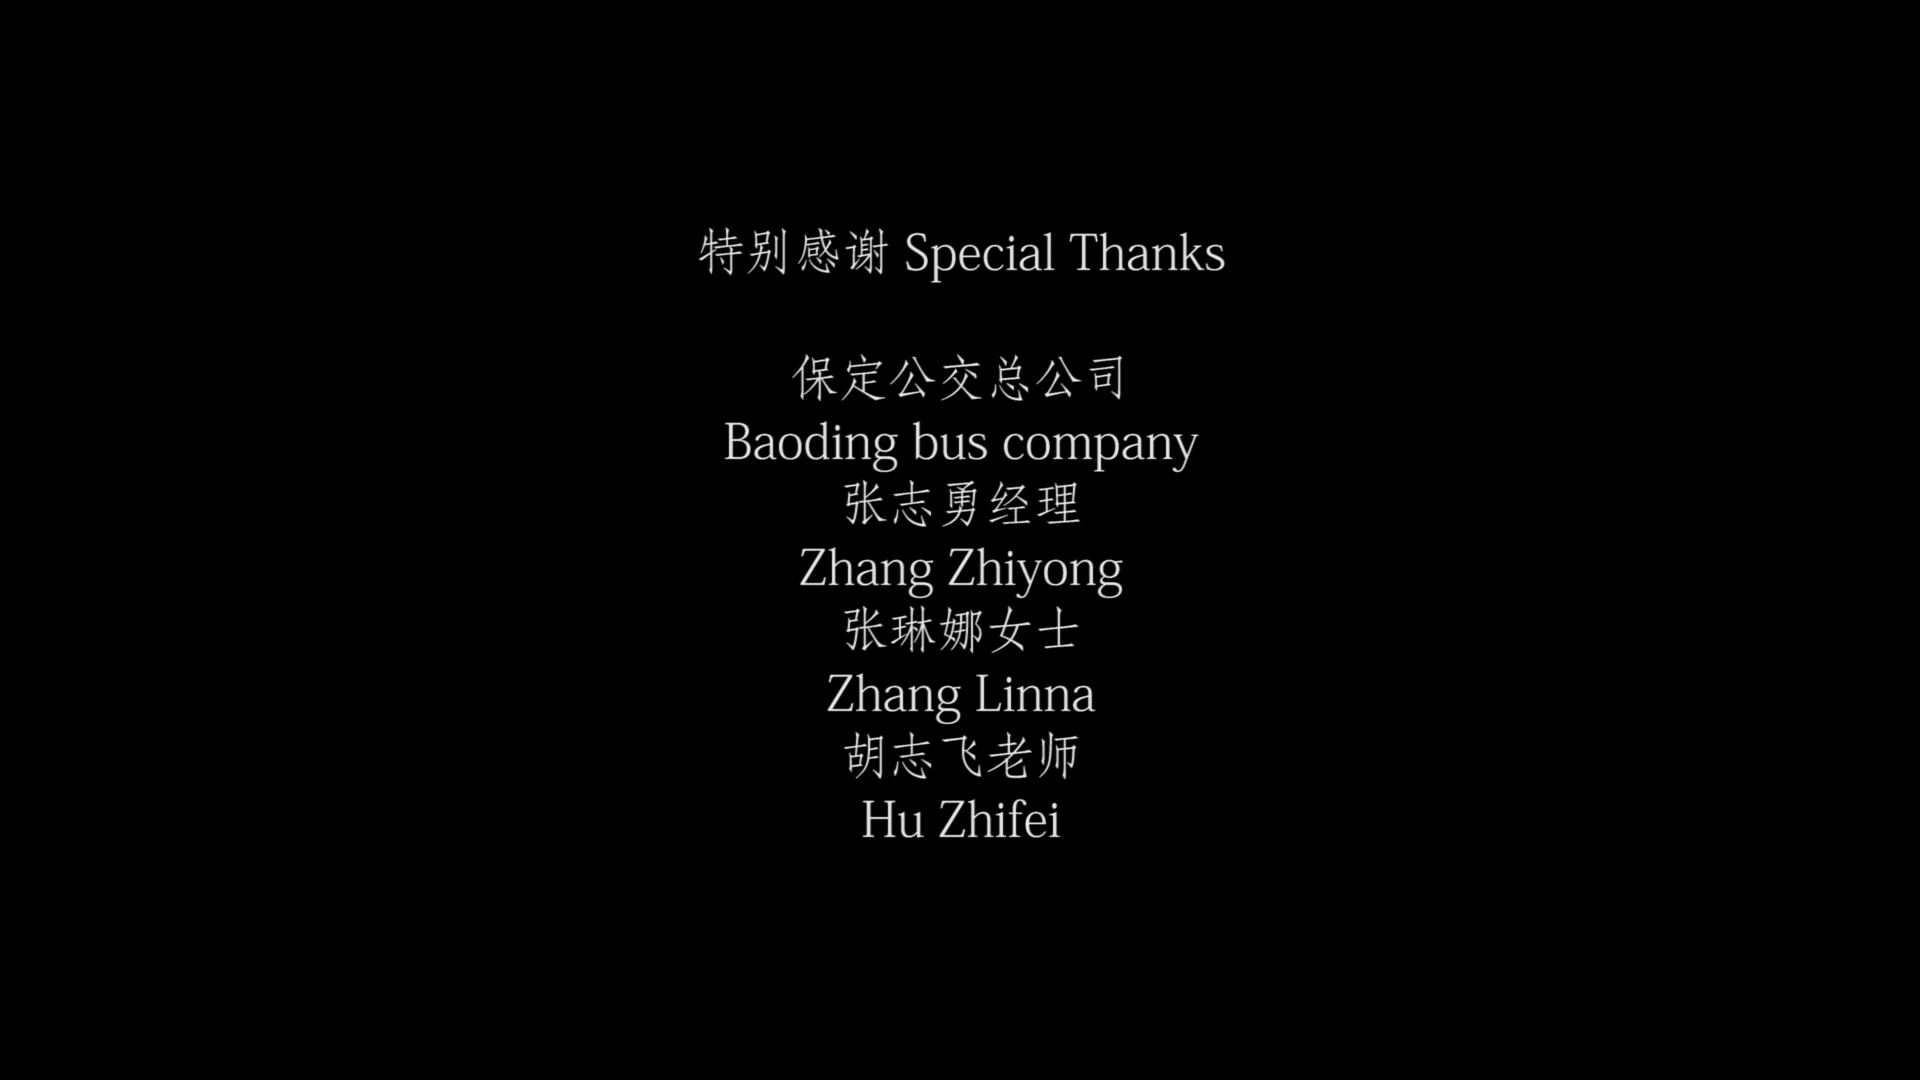 特别感谢 Special Thanks
保定公交总公司
Baoding bus company
张志勇经理
Zhang Zhiyong
张琳娜女士
Zhang Linna
胡志飞老师
Hu Zhifei